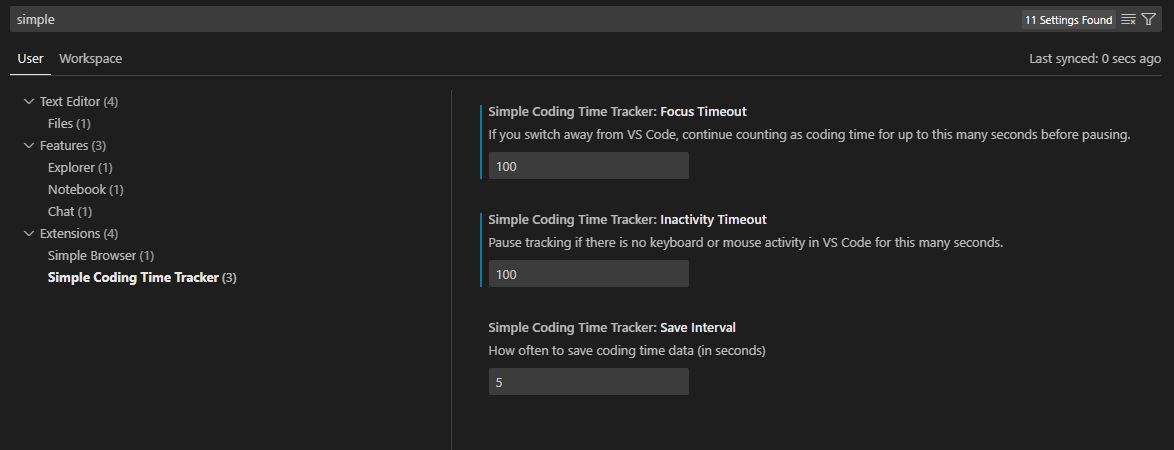 simple
11 Settings Found
User Workspace
Last synced: 0 secs ago
Text Editor (4)
Files (1)
Features (3)
Explorer (1)
Notebook (1)
Chat (1)
Extensions (4)
Simple Browser (1)
Simple Coding Time Tracker (3)
Simple Coding Time Tracker: Focus Timeout
If you switch away from VS Code, continue counting as coding time for up to this many seconds before pausing.
100
Simple Coding Time Tracker: Inactivity Timeout
Pause tracking if there is no keyboard or mouse activity in VS Code for this many seconds.
100
Simple Coding Time Tracker: Save Interval
How often to save coding time data (in seconds)
5